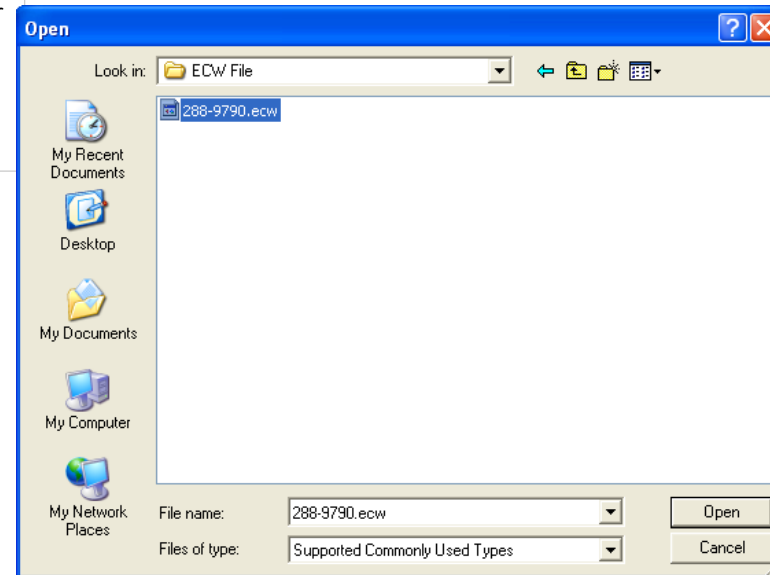 Open
Look in:
ECW File
288-9790.ecw
My Recent
Documents
Desktop
My Documents
My Computer
My Network
Places
File name:
288-9790.ecw
Open
Files of type:
Supported Commonly Used Types
Cancel